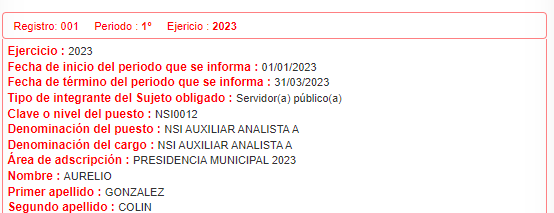 Registro: 001 Período : 1° Ejericio : 2023
Ejercicio : 2023
Fecha de inicio del periodo que se informa : 01/01/2023
Fecha de término del periodo que se informa : 31/03/2023
Tipo de integrante del Sujeto obligado : Servidor(a) público(a)
Clave o nivel del puesto : NSI0012
Denominación del puesto : NSI AUXILIAR ANALISTA A
Denominación del cargo : NSI AUXILIAR ANALISTA A
Área de adscripción : PRESIDENCIA MUNICIPAL 2023
Nombre : AURELIO
Primer apellido : GONZALEZ
Segundo apellido : COLIN